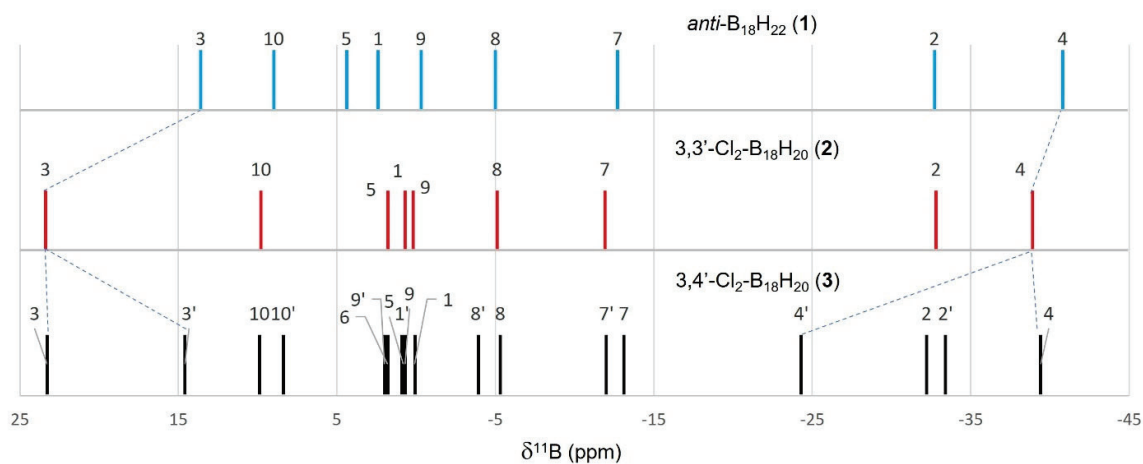 anti-B₁₈H₂₂ (1)
3 10 5 1 9 8 7 2 4
3,3'-Cl₂-B₁₈H₂₀ (2)
3 10 5 1 9 8 7 2 4
3,4'-Cl₂-B₁₈H₂₀ (3)
3 3' 10 10' 9' 6 5 1' 9 1 8' 8 7' 7 4' 2 2' 4
25 15 5 -5 -15 -25 -35 -45
δ¹¹B (ppm)